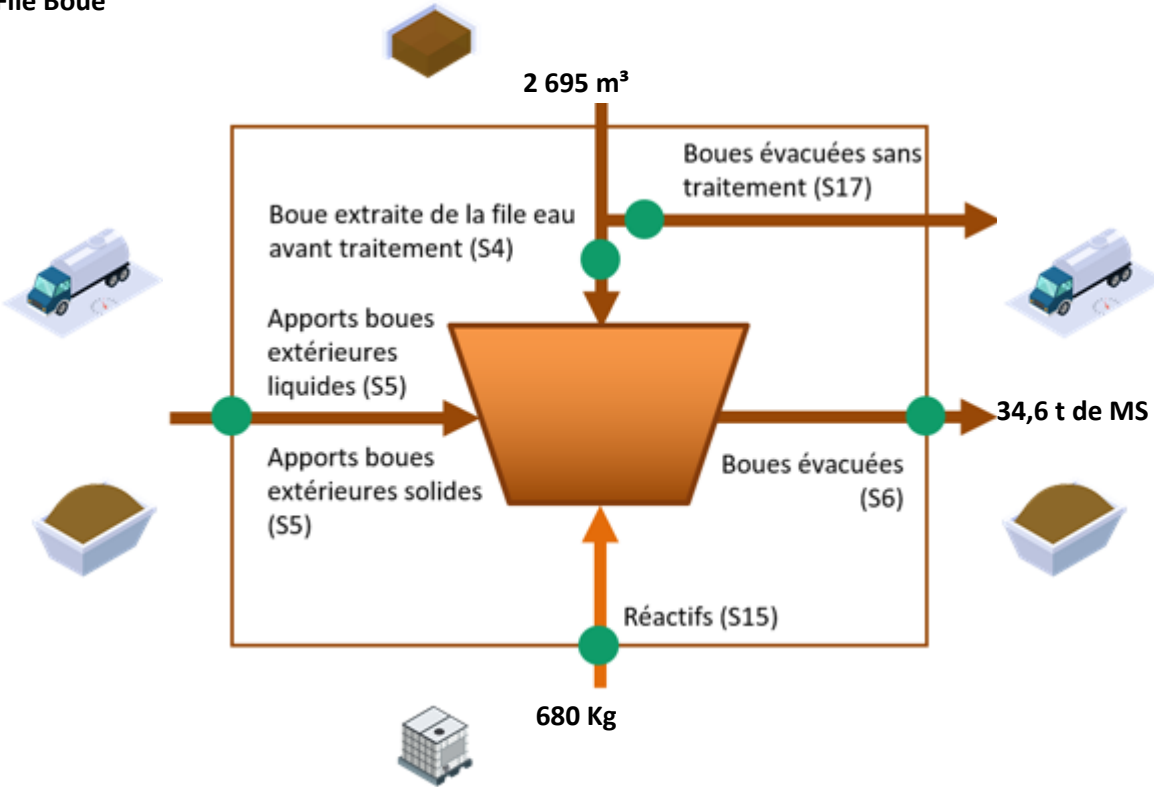 File Boue
2 695 m³
Boues évacuées sans
traitement (S17)
Boue extraite de la file eau
avant traitement (S4)
Apports boues
extérieures
liquides (S5)
34,6 t de MS
Apports boues
extérieures solides
(S5)
Boues évacuées
(S6)
Réactifs (S15)
680 Kg